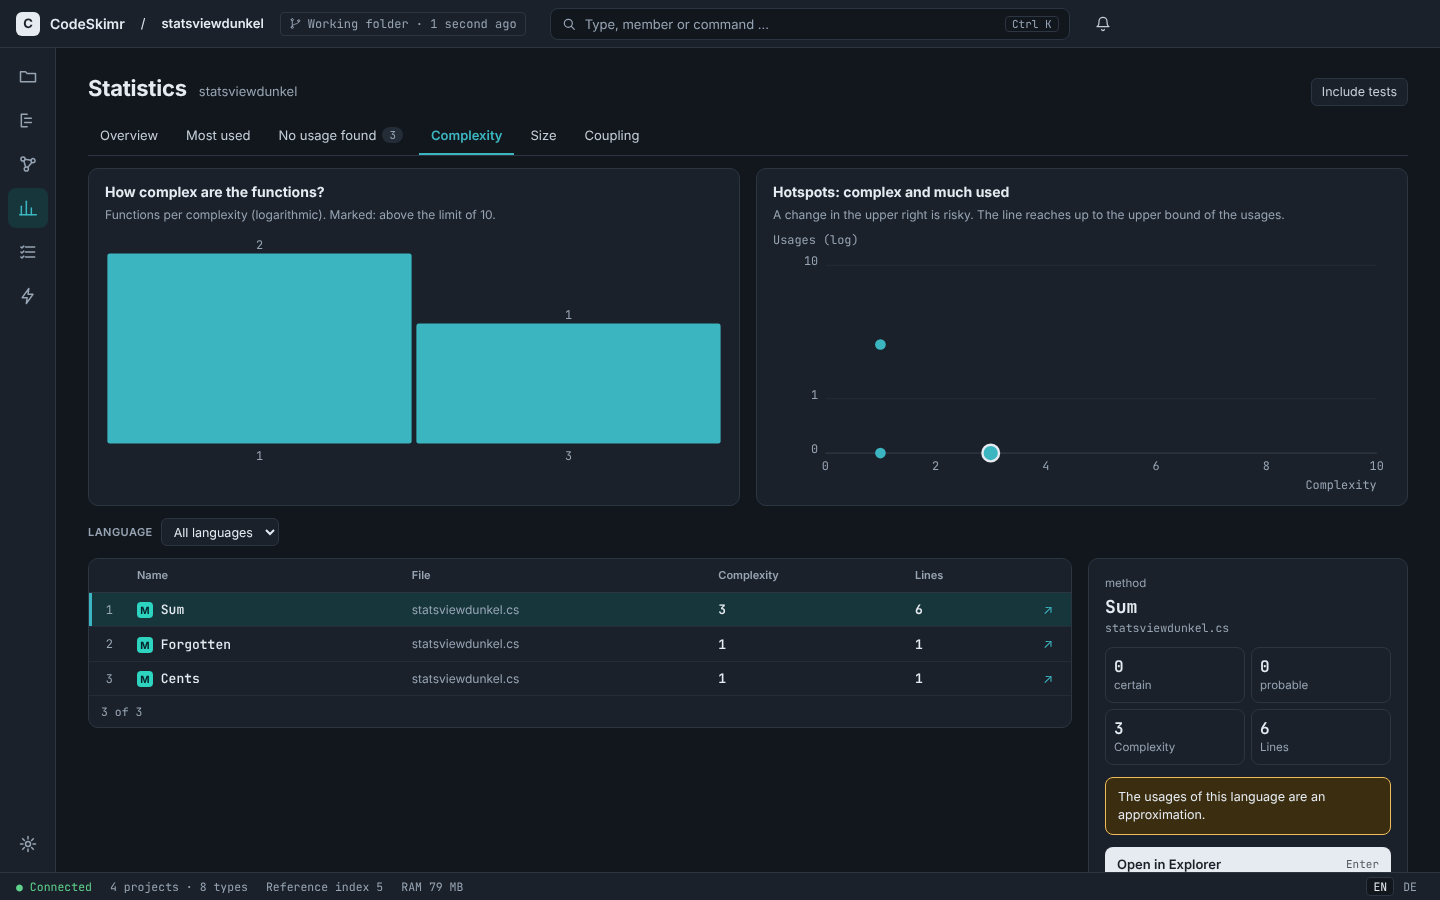 C CodeSkimr / statsviewdunkel Working folder · 1 second ago Type, member or command ... Ctrl K
Statistics statsviewdunkel Include tests
Overview Most used No usage found 3 Complexity Size Coupling
How complex are the functions?
Functions per complexity (logarithmic). Marked: above the limit of 10.
2
1
1 3
Hotspots: complex and much used
A change in the upper right is risky. The line reaches up to the upper bound of the usages.
Usages (log)
10
1
0
0 2 4 6 8 10
Complexity
LANGUAGE All languages
Name File Complexity Lines
1 M Sum statsviewdunkel.cs 3 6
2 M Forgotten statsviewdunkel.cs 1 1
3 M Cents statsviewdunkel.cs 1 1
3 of 3
method
Sum
statsviewdunkel.cs
0 0
certain probable
3 6
Complexity Lines
The usages of this language are an
approximation.
Open in Explorer Enter
Connected 4 projects · 8 types Reference index 5 RAM 79 MB EN DE